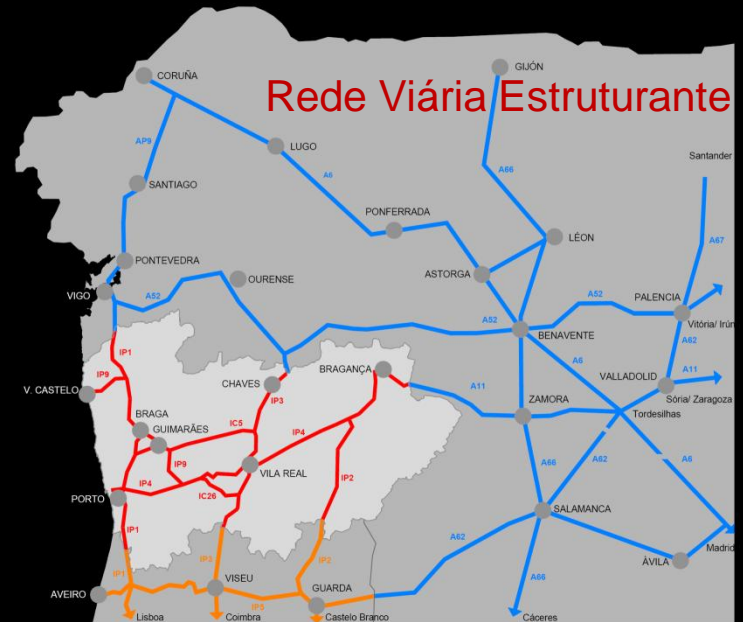 Rede Viária Estruturante
CORUÑA
GIJÓN
LUGO
AP9
A6
A66
Santander
SANTIAGO
PONFERRADA
LÉON
A67
PONTEVEDRA
OURENSE
ASTORGA
VIGO
A52
A52
A52
PALENCIA
Vitória/ Irún
BENAVENTE
A62
IP1
A6
VALLADOLID
A11
BRAGANÇA
IP9
CHAVES
IP3
A11
Sória/ Zaragoza
V. CASTELO
ZAMORA
Tordesilhas
BRAGA
GUIMARÃES
IC5
IP4
IP9
IP2
A66
A62
A6
VILA REAL
IP4
PORTO
IC26
SALAMANCA
IP1
A62
Madrid
IP3
IP2
ÀVILA
IP1
VISEU
A66
AVEIRO
IP5
GUARDA
Lisboa
Coimbra
Castelo Branco
Cáceres